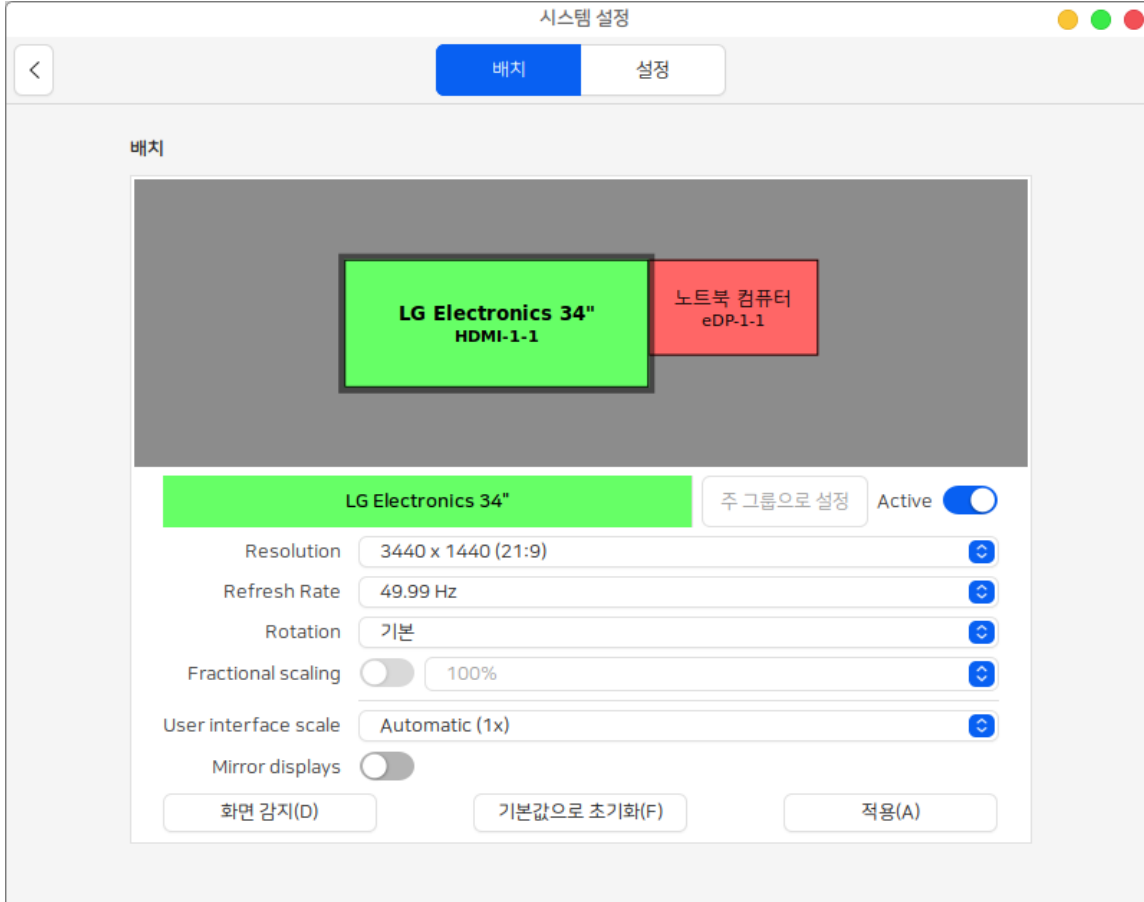 시스템 설정
배치
설정
배치
LG Electronics 34"
HDMI-1-1
노트북 컴퓨터
eDP-1-1
LG Electronics 34"
주 그룹으로 설정
Active
Resolution
3440 x 1440 (21:9)
Refresh Rate
49.99 Hz
Rotation
기본
Fractional scaling
100%
User interface scale
Automatic (1x)
Mirror displays
화면 감지(D)
기본값으로 초기화(F)
적용(A)